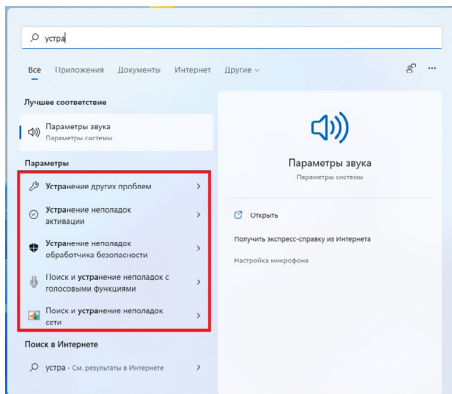 устра
Все Приложения Документы Интернет Другие
Лучшее соответствие
Параметры звука
Параметры системы
Параметры
Устранение других проблем
Устранение неполадок
активации
Устранение неполадок
обработчика безопасности
Поиск и устранение неполадок с
голосовыми функциями
Поиск и устранение неполадок
сети
Поиск в Интернете
устра - См. результаты в Интернете
Параметры звука
Параметры системы
Открыть
Получить экспресс-справку из Интернета
Настройка микрофона